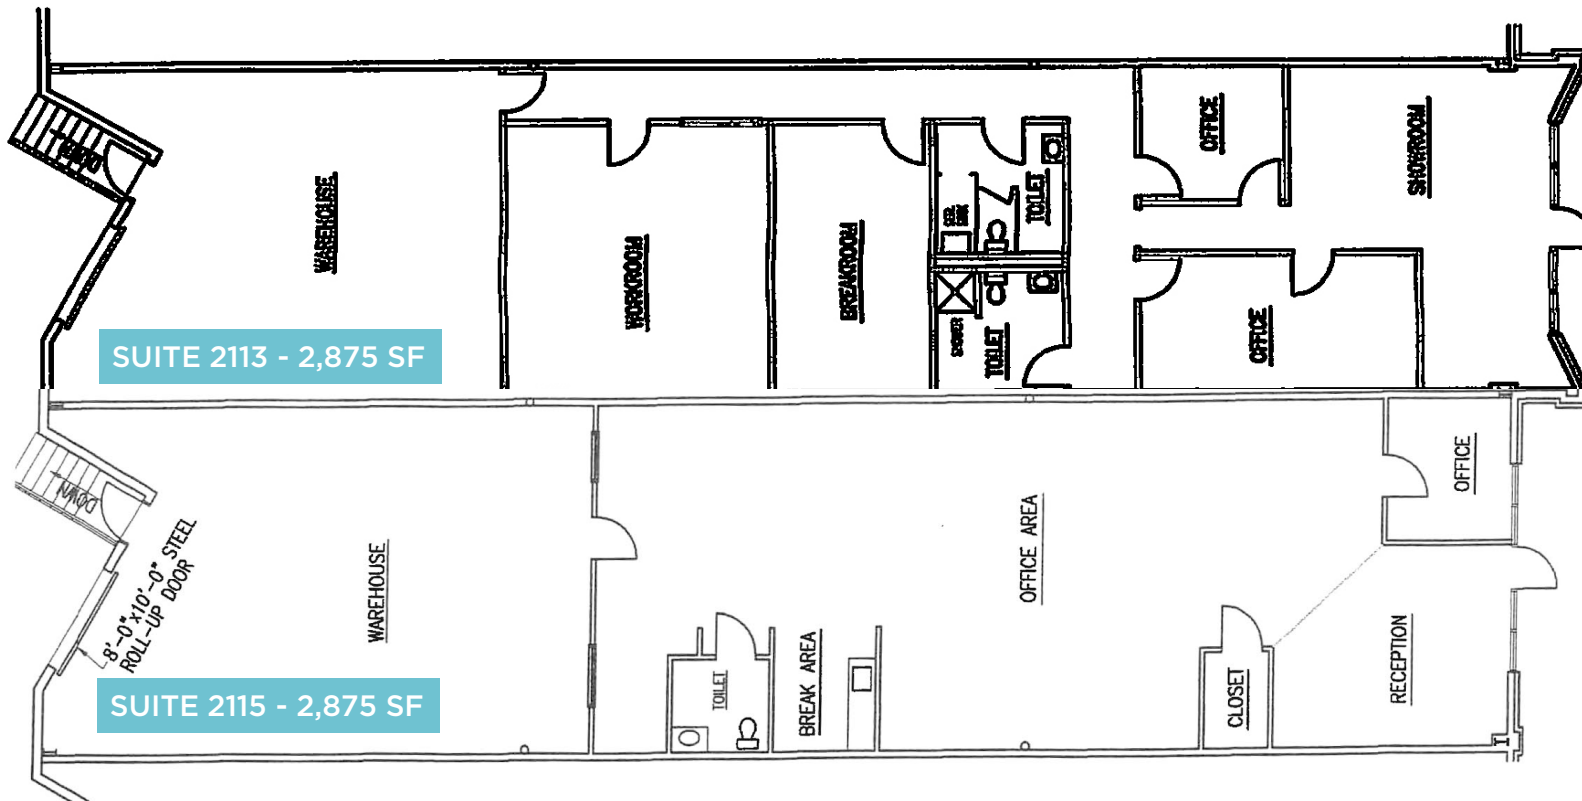 DOWN
WAREHOUSE
WORKROOM
BREAKROOM
TOILET
SHOWER
TOILET
OFFICE
OFFICE
SHOWROOM
SUITE 2113 - 2,875 SF
DOWN
8'-0"x10'-0" STEEL
ROLL-UP DOOR
WAREHOUSE
TOILET
BREAK AREA
OFFICE AREA
CLOSET
OFFICE
RECEPTION
SUITE 2115 - 2,875 SF